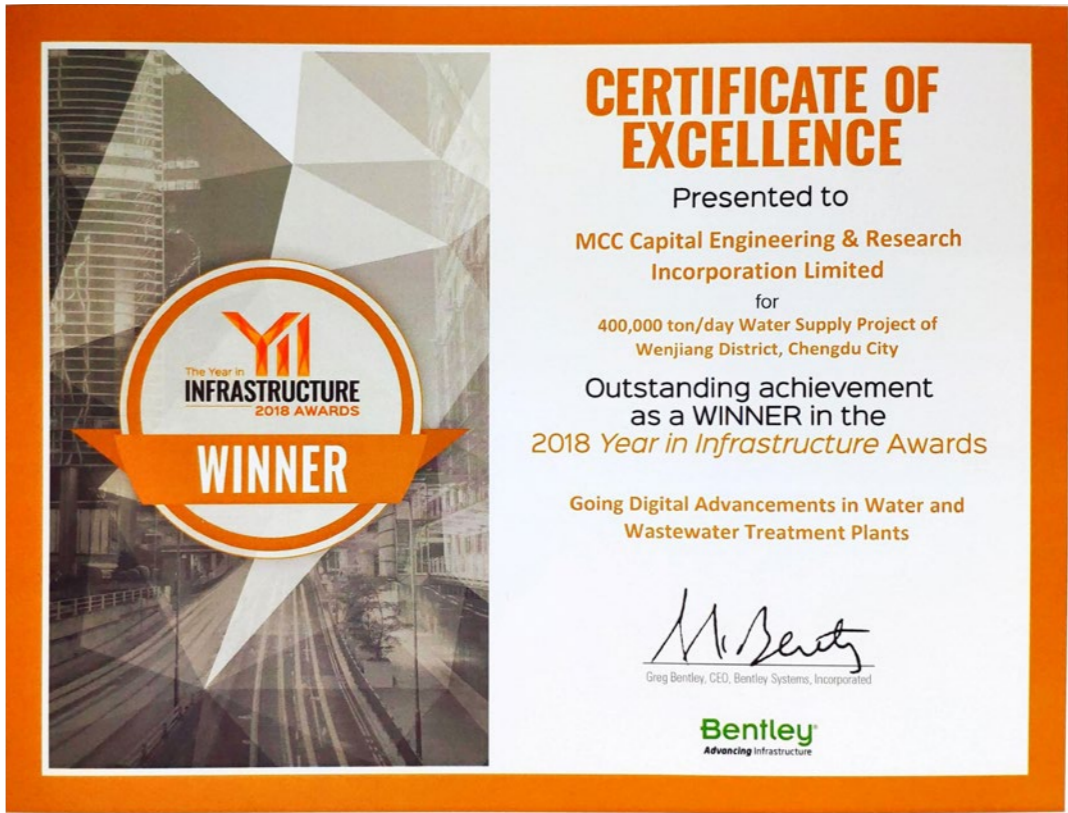 The Year in
INFRASTRUCTURE
2018 AWARDS
WINNER
CERTIFICATE OF
EXCELLENCE
Presented to
MCC Capital Engineering & Research
Incorporation Limited
for
400,000 ton/day Water Supply Project of
Wenjiang District, Chengdu City
Outstanding achievement
as a WINNER in the
2018 Year in Infrastructure Awards
Going Digital Advancements in Water and
Wastewater Treatment Plants
Greg Bentley, CEO, Bentley Systems, Incorporated
Bentley®
Advancing Infrastructure